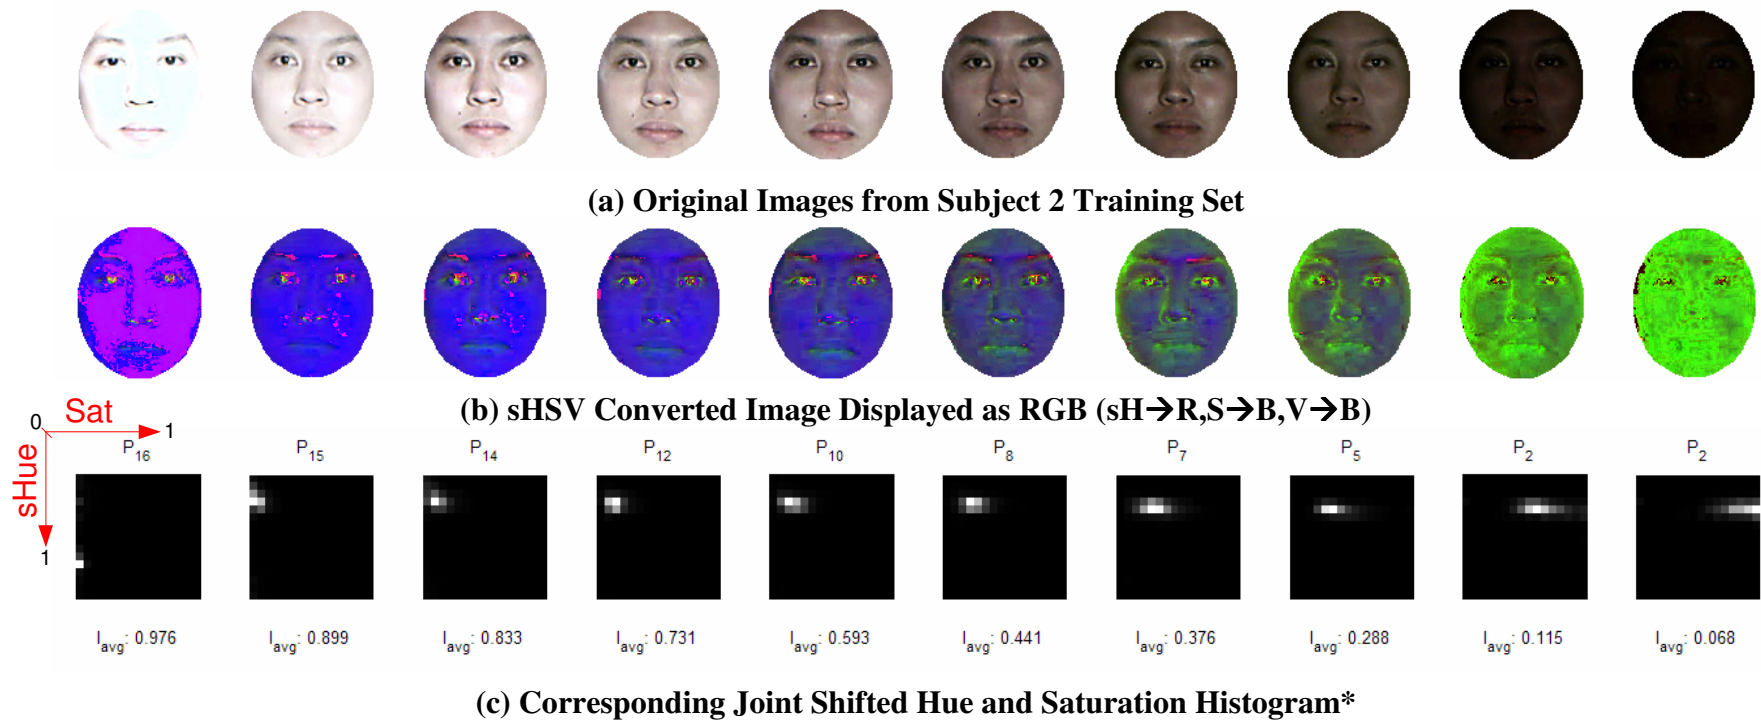 (a) Original Images from Subject 2 Training Set
(b) sHSV Converted Image Displayed as RGB (sH→R,S→B,V→B)
0 Sat 1
sHue
1
P16 P15 P14 P12 P10 P8 P7 P5 P2 P2
Iavg: 0.976 Iavg: 0.899 Iavg: 0.833 Iavg: 0.731 Iavg: 0.593 Iavg: 0.441 Iavg: 0.376 Iavg: 0.288 Iavg: 0.115 Iavg: 0.068
(c) Corresponding Joint Shifted Hue and Saturation Histogram*